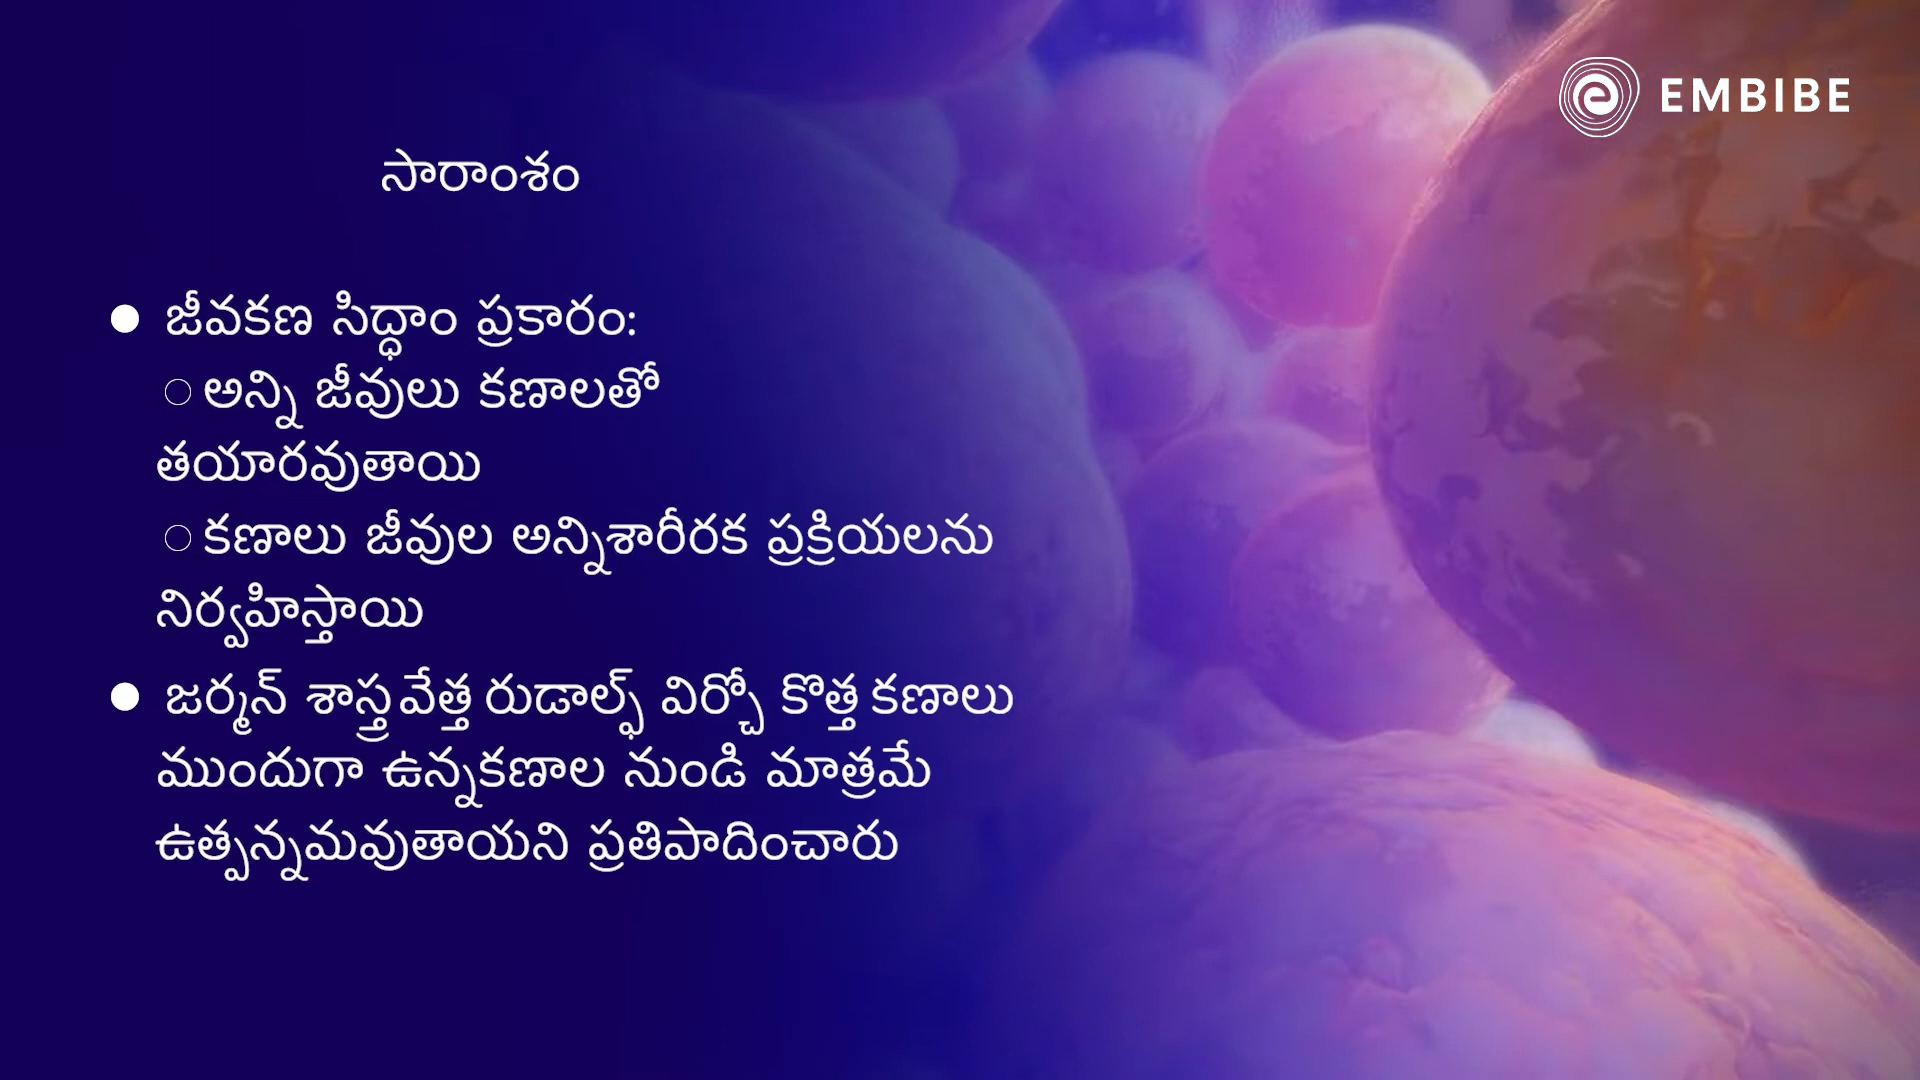 EMBIBE
సారాంశం
● జీవకణ సిద్ధాం ప్రకారం:
○ అన్ని జీవులు కణాలతో
తయారవుతాయి
○ కణాలు జీవుల అన్నిశారీరక ప్రక్రియలను
నిర్వహిస్తాయి
● జర్మన్ శాస్త్రవేత్త రుడాల్ఫ్ విర్చో కొత్త కణాలు
ముందుగా ఉన్నకణాల నుండి మాత్రమే
ఉత్పన్నమవుతాయని ప్రతిపాదించారు